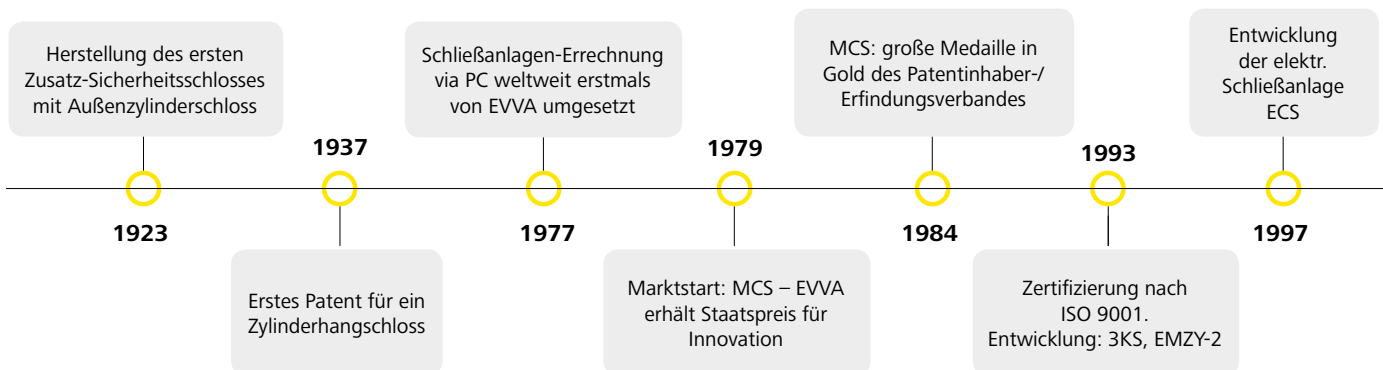 Herstellung des ersten
Zusatz-Sicherheitsschlosses
mit Außenzylinderschloss
1923
1937
Erstes Patent für ein
Zylinderhangschloss
Schließanlagen-Errechnung
via PC weltweit erstmals
von EVVA umgesetzt
1977
1979
Marktstart: MCS – EVVA
erhält Staatspreis für
Innovation
MCS: große Medaille in
Gold des Patentinhaber-/
Erfindungsverbandes
1984
1993
Zertifizierung nach
ISO 9001.
Entwicklung: 3KS, EMZY-2
Entwicklung
der elektr.
Schließanlage
ECS
1997